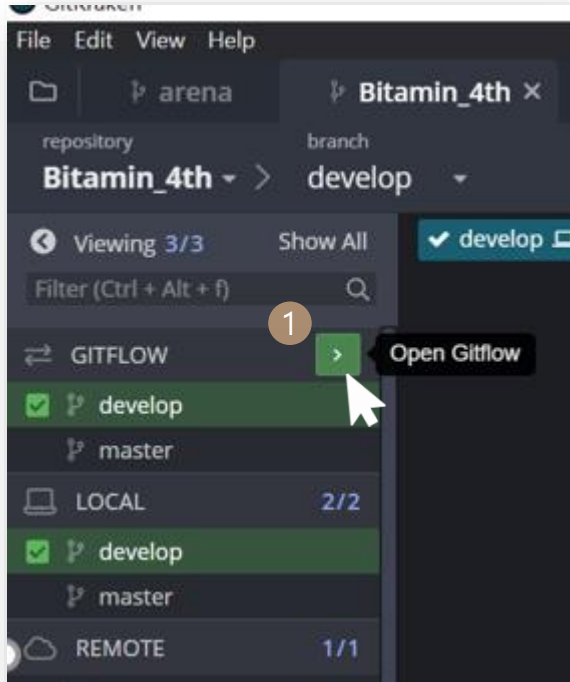 GitKraken
File Edit View Help
arena
Bitamin_4th ×
repository
branch
Bitamin_4th
develop
Viewing 3/3
Show All
develop
Filter (Ctrl + Alt + f)
1
GITFLOW
Open Gitflow
develop
master
LOCAL 2/2
develop
master
REMOTE 1/1